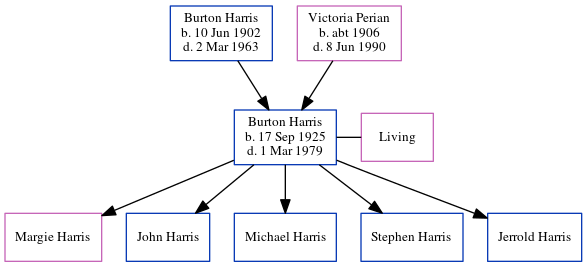 Burton Harris
b. 10 Jun 1902
d. 2 Mar 1963
Victoria Perian
b. abt 1906
d. 8 Jun 1990
Burton Harris
b. 17 Sep 1925
d. 1 Mar 1979
Living
Margie Harris
John Harris
Michael Harris
Stephen Harris
Jerrold Harris